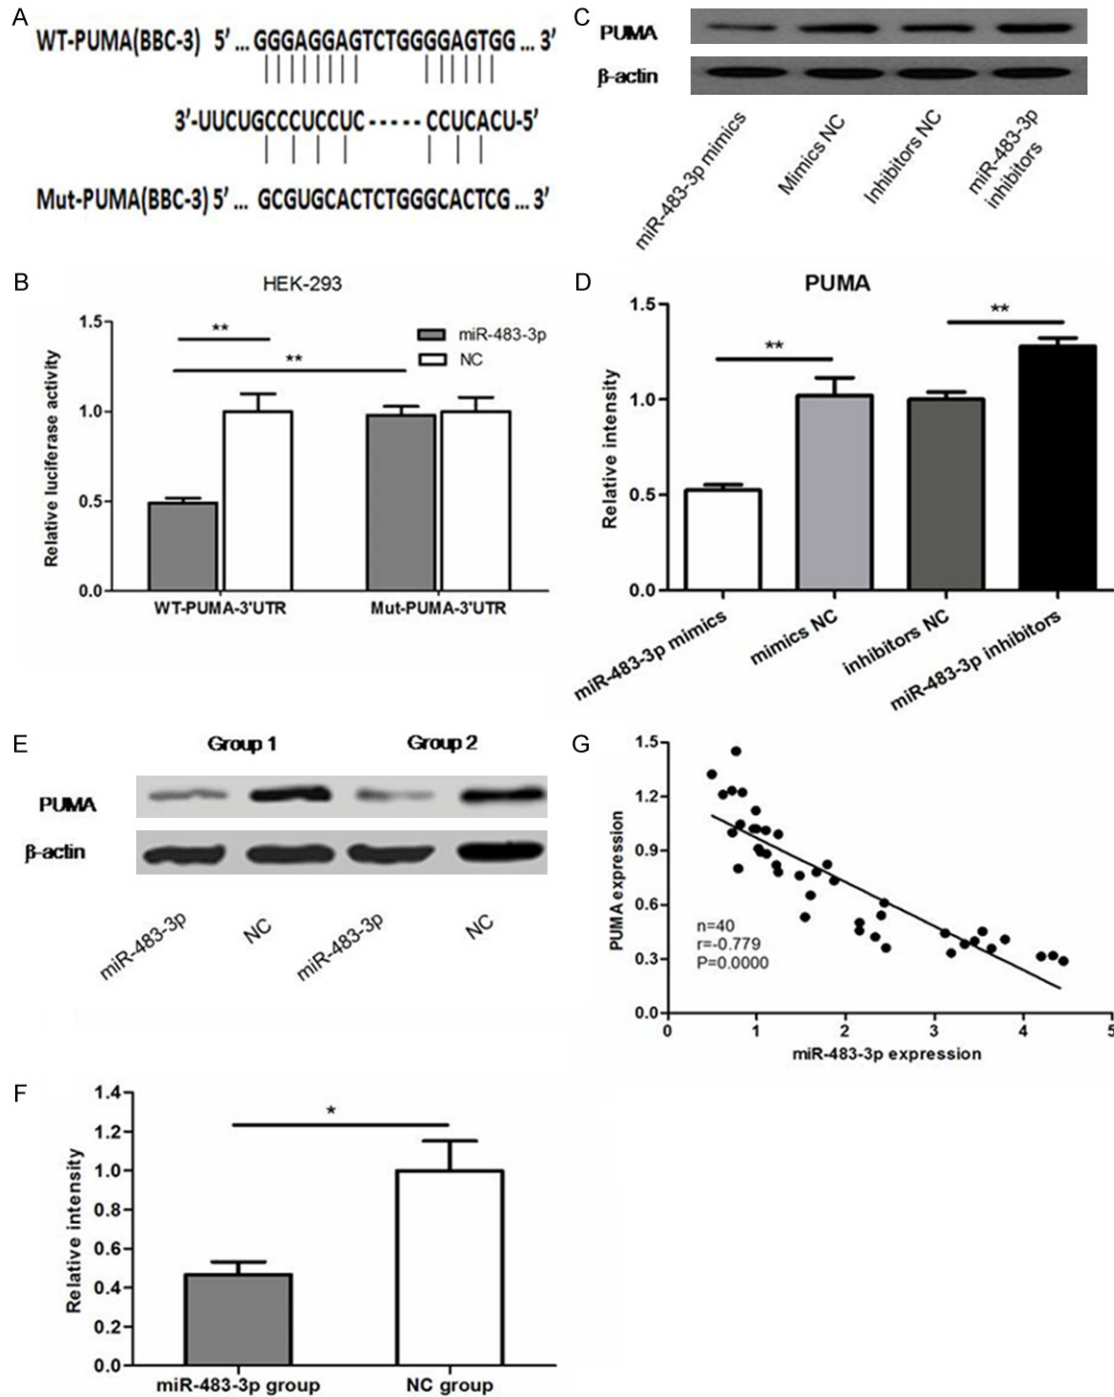 A
WT-PUMA(BBC-3) 5' ... GGGAGGAGTCTGGGGGAGTGG ... 3'
3'-UUCUGCCCUCCUC-----CCUCACU-5'
Mut-PUMA(BBC-3) 5' ... GCGUGCACTCTGGGCACTCG ... 3'
C
PUMA
β-actin
miR-483-3p mimics
Mimics NC
Inhibitors NC
miR-483-3p
inhibitors
B
HEK-293
miR-483-3p
NC
Relative luciferase activity
1.5
1.0
0.5
0.0
**
**
WT-PUMA-3'UTR
Mut-PUMA-3'UTR
D
PUMA
Relative intensity
1.5
1.0
0.5
0.0
**
**
miR-483-3p mimics
mimics NC
inhibitors NC
miR-483-3p inhibitors
E
Group 1
Group 2
PUMA
β-actin
miR-483-3p
NC
miR-483-3p
NC
G
PUMA expression
1.5
1.2
0.9
0.6
0.3
0.0
n=40
r=-0.779
P=0.0000
0 1 2 3 4 5
miR-483-3p expression
F
Relative intensity
1.4
1.2
1.0
0.8
0.6
0.4
0.2
0.0
*
miR-483-3p group
NC group